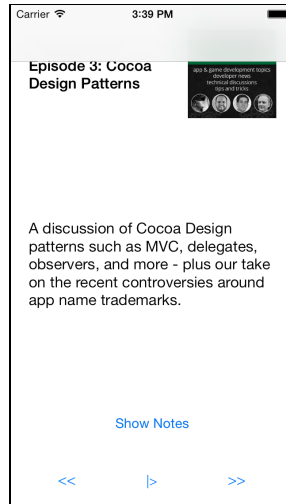 Carrier 3:39 PM
Episode 3: Cocoa
Design Patterns
app & game development topics
developer news
technical discussions
tips and tricks
A discussion of Cocoa Design
patterns such as MVC, delegates,
observers, and more - plus our take
on the recent controversies around
app name trademarks.
Show Notes
<< |> >>